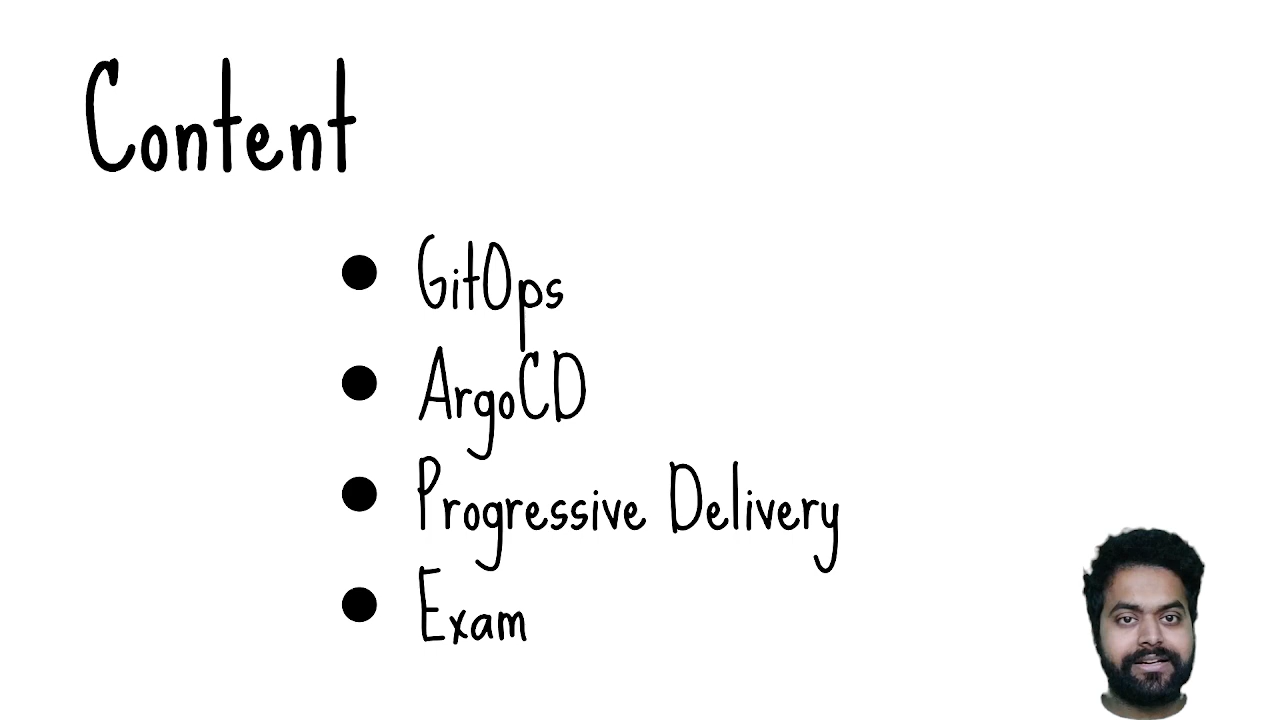 Content
● GitOps
● ArgoCD
● Progressive Delivery
● Exam